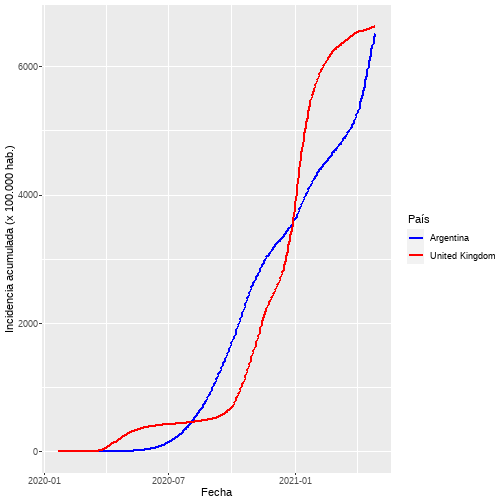 Incidencia acumulada (x 100.000 hab.)
6000
4000
2000
0
2020-01
2020-07
2021-01
Fecha
País
Argentina
United Kingdom